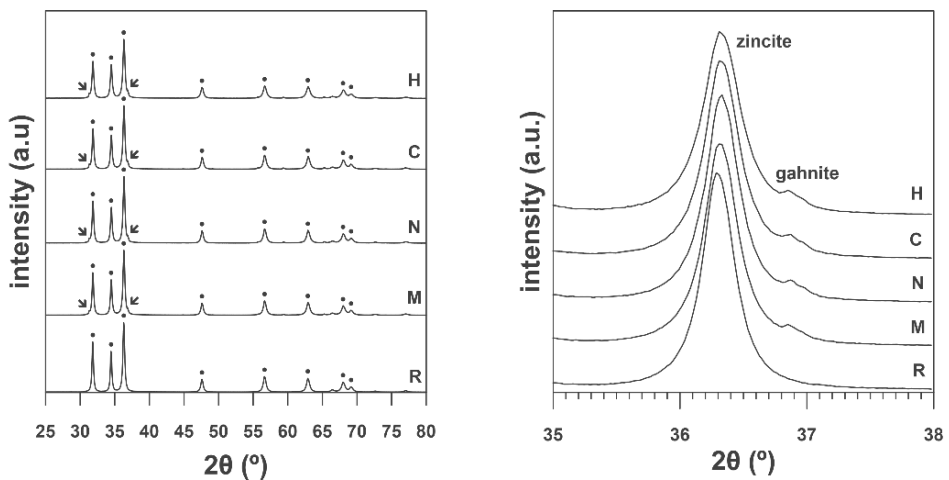 intensity (a.u)
H
C
N
M
R
25 30 35 40 45 50 55 60 65 70 75 80
2θ (º)
intensity (a.u.)
zincite
gahnite
H
C
N
M
R
35 36 37 38
2θ (º)